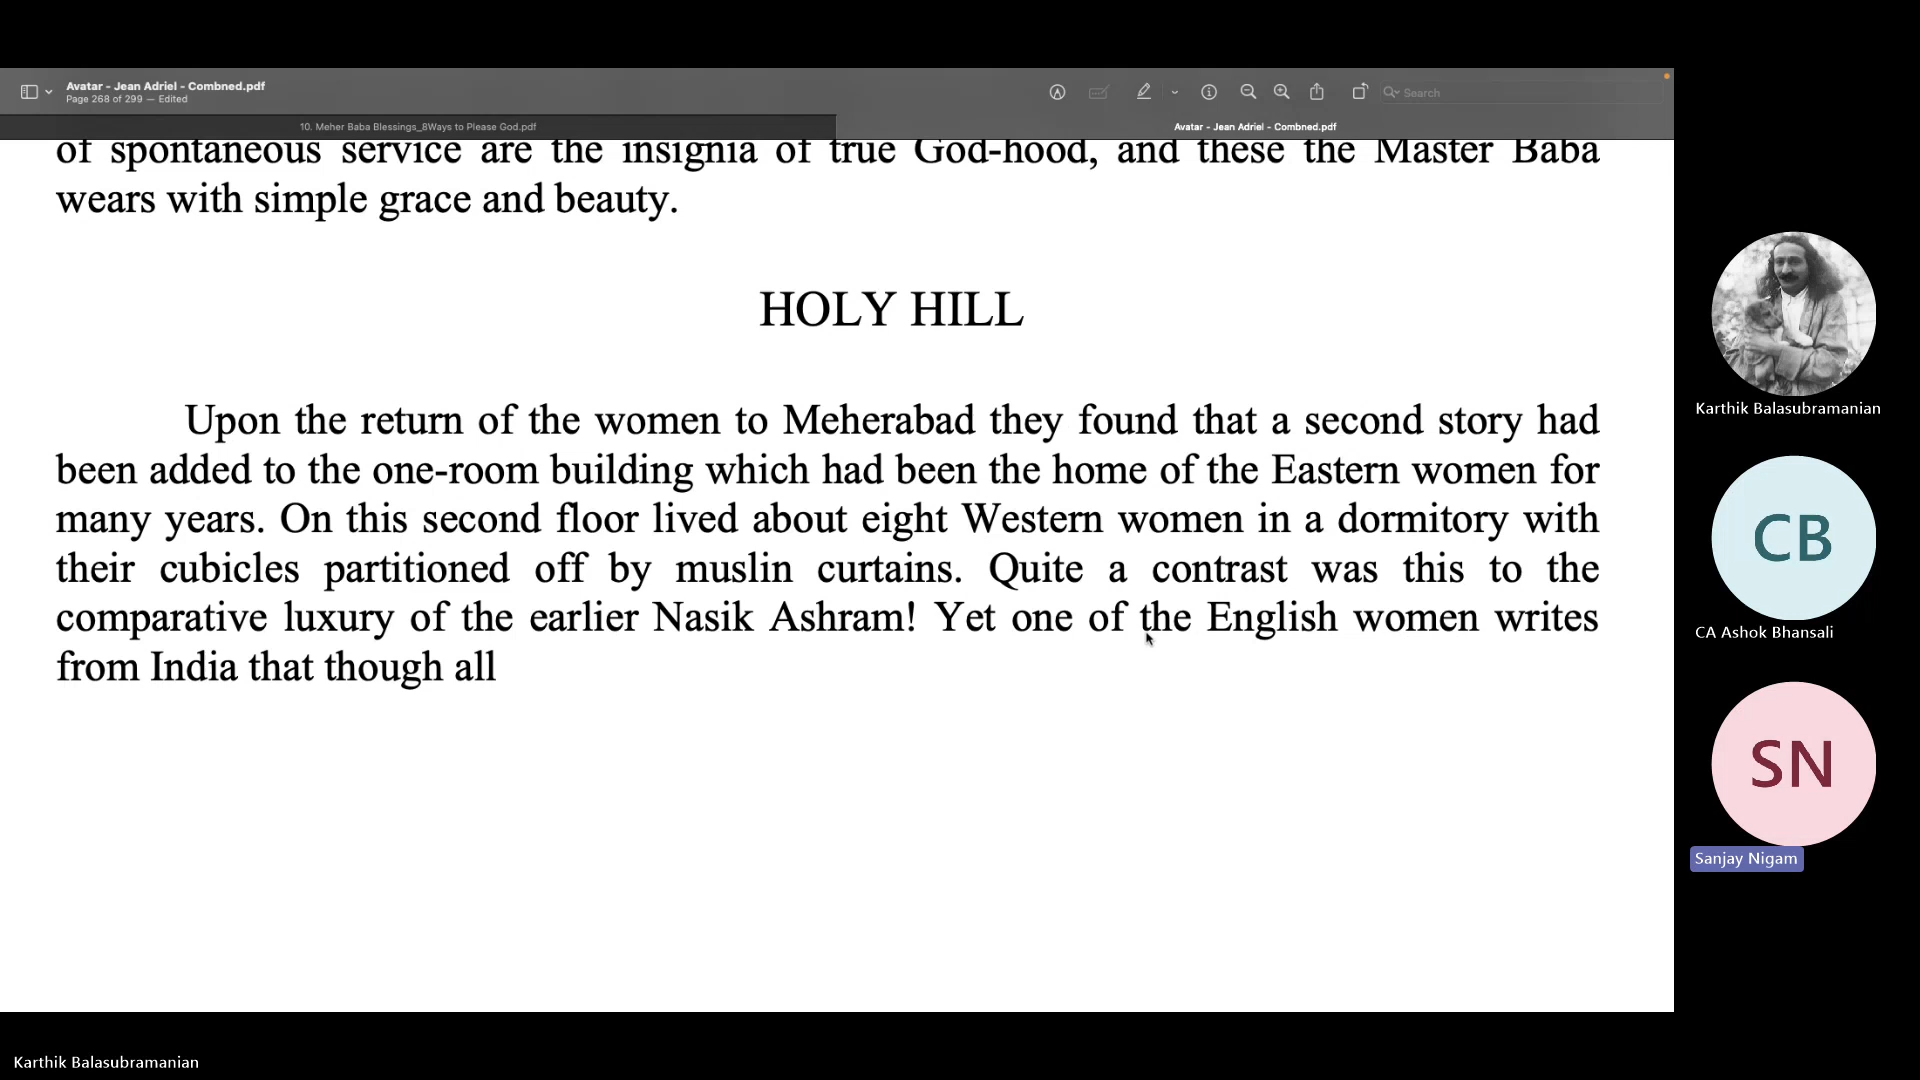 Avatar - Jean Adriel - Combned.pdf
Page 268 of 299 — Edited
Search
10. Meher Baba Blessings_8Ways to Please God.pdf
Avatar - Jean Adriel - Combned.pdf
of spontaneous service are the insignia of true God-hood, and these the Master Baba
wears with simple grace and beauty.
HOLY HILL
Upon the return of the women to Meherabad they found that a second story had
been added to the one-room building which had been the home of the Eastern women for
many years. On this second floor lived about eight Western women in a dormitory with
their cubicles partitioned off by muslin curtains. Quite a contrast was this to the
comparative luxury of the earlier Nasik Ashram! Yet one of the English women writes
from India that though all
Karthik Balasubramanian
CB
CA Ashok Bhansali
SN
Sanjay Nigam
Karthik Balasubramanian